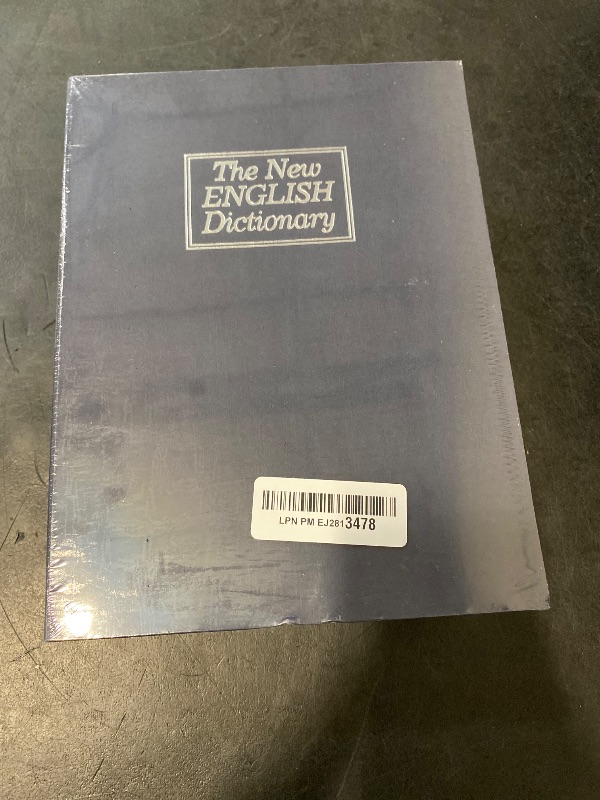 The New
ENGLISH
Dictionary
LPN PM EJ2813478